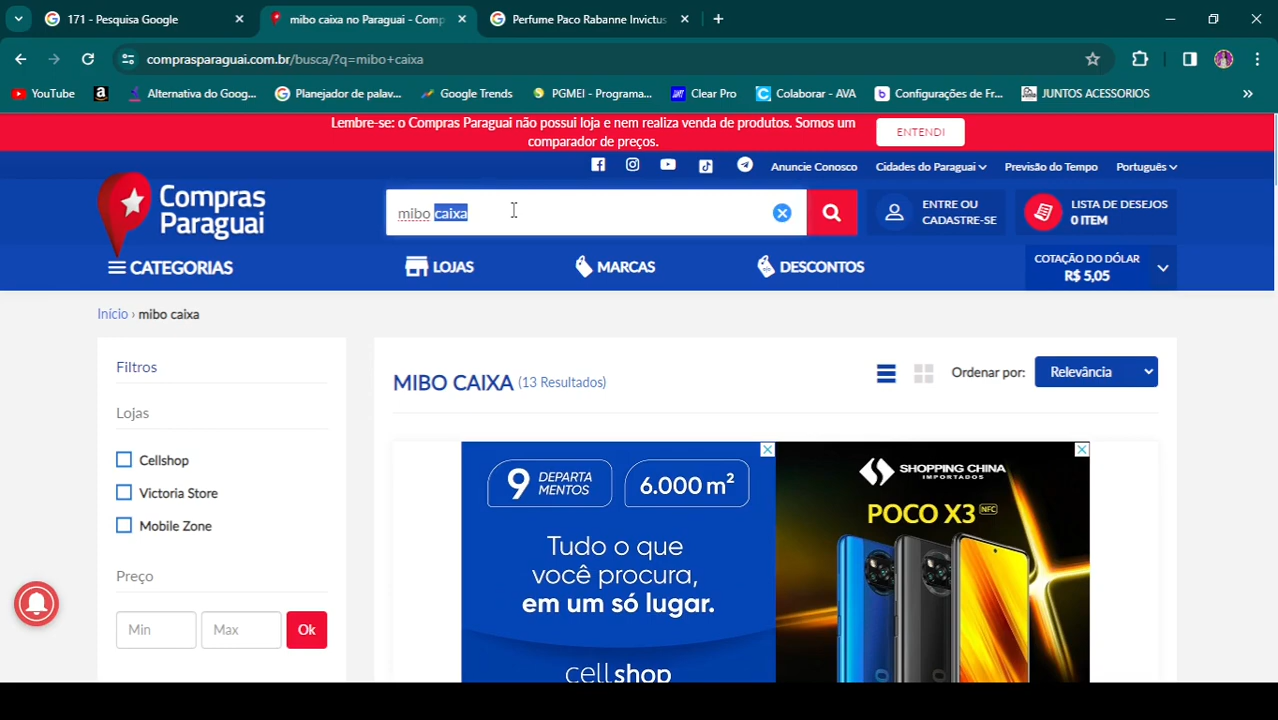 171 - Pesquisa Google
mibo caixa no Paraguai - Comp
Perfume Paco Rabanne Invictus
comprasparaguai.com.br/busca/?q=mibo+caixa
YouTube
Alternativa do Goog...
Planejador de palav...
Google Trends
PGMEI - Programa...
Clear Pro
Colaborar - AVA
Configurações de Fr...
JUNTOS ACESSORIOS
Lembre-se: o Compras Paraguai não possui loja e nem realiza venda de produtos. Somos um
comparador de preços.
ENTENDI
Anuncie Conosco
Cidades do Paraguai
Previsão do Tempo
Português
Compras
Paraguai
mibo caixa
ENTRE OU
CADASTRE-SE
LISTA DE DESEJOS
0 ITEM
CATEGORIAS
LOJAS
MARCAS
DESCONTOS
COTAÇÃO DO DÓLAR
R$ 5,05
Início › mibo caixa
Filtros
Lojas
Cellshop
Victoria Store
Mobile Zone
Preço
Min
Max
Ok
MIBO CAIXA (13 Resultados)
Ordenar por:
Relevância
9 DEPARTA
MENTOS
6.000 m²
Tudo o que
você procura,
em um só lugar.
cellshop
SHOPPING CHINA
IMPORTADOS
POCO X3 NFC